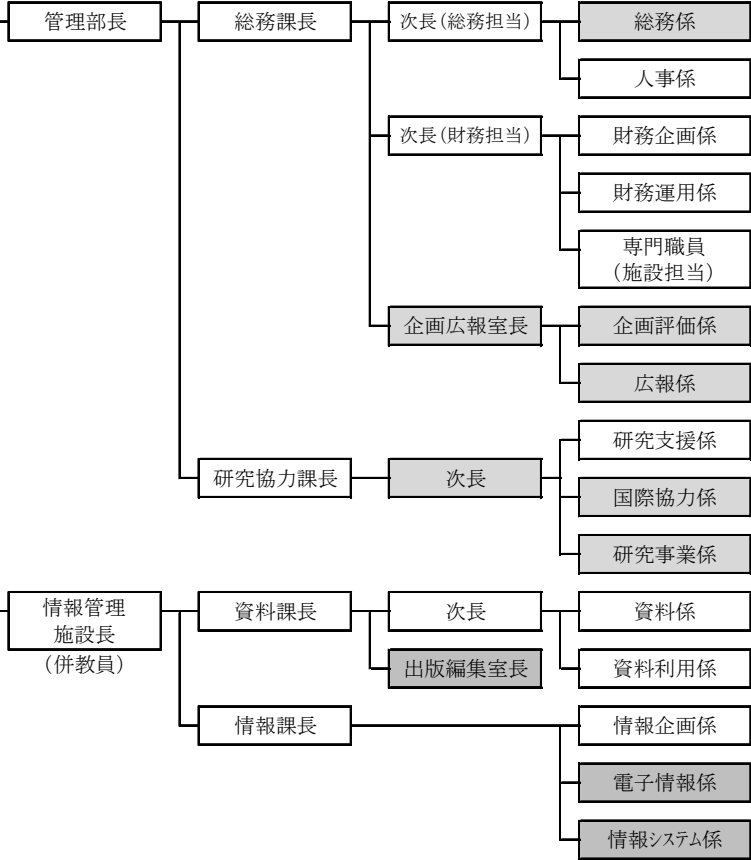 管理部長
総務課長
次長(総務担当)
総務係
人事係
次長(財務担当)
財務企画係
財務運用係
専門職員
(施設担当)
企画広報室長
企画評価係
広報係
研究協力課長
次長
研究支援係
国際協力係
研究事業係
情報管理
施設長
(併教員)
資料課長
次長
資料係
出版編集室長
資料利用係
情報課長
情報企画係
電子情報係
情報システム係